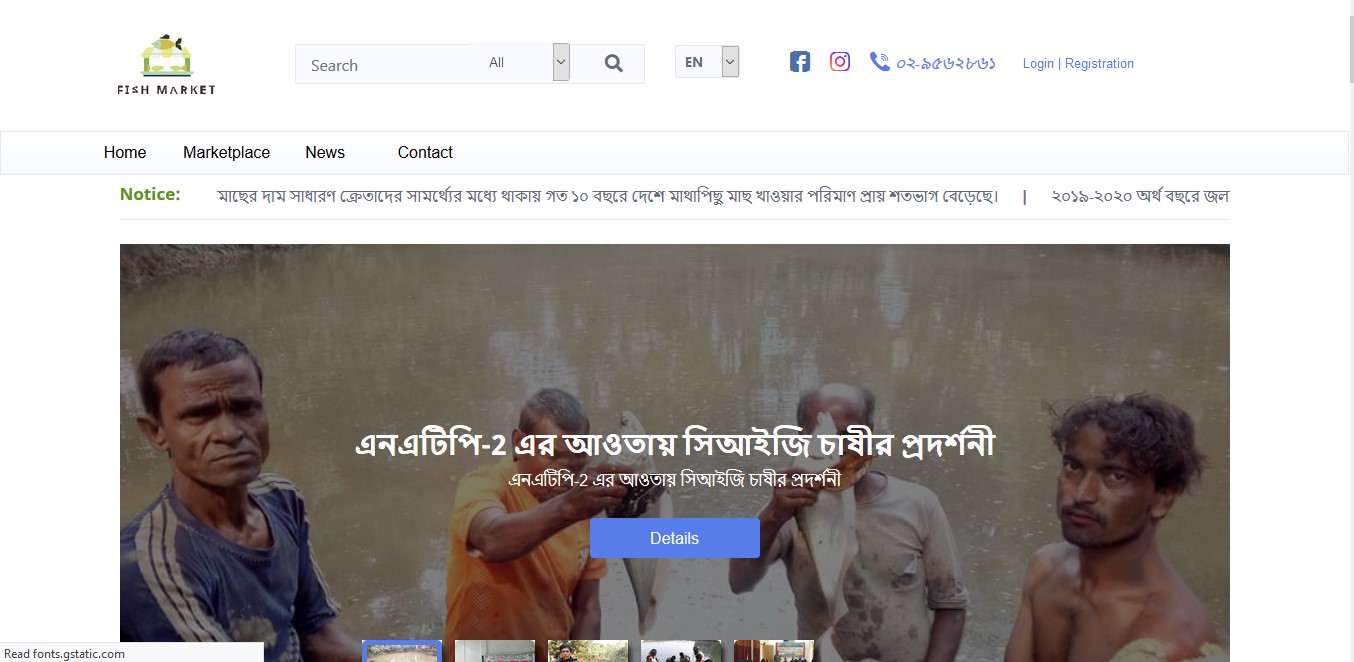 FISH MARKET
Search
All
EN
০২-৯৫৬২৮৬১
Login | Registration
Home Marketplace News Contact
Notice: মাছের দাম সাধারণ ক্রেতাদের সামর্থ্যের মধ্যে থাকায় গত ১০ বছরে দেশে মাথাপিছু মাছ খাওয়ার পরিমাণ প্রায় শতভাগ বেড়েছে। | ২০১৯-২০২০ অর্থ বছরে জল
এনএটিপি-2 এর আওতায় সিআইজি চাষীর প্রদর্শনী
এনএটিপি-2 এর আওতায় সিআইজি চাষীর প্রদর্শনী
Details
Read fonts.gstatic.com